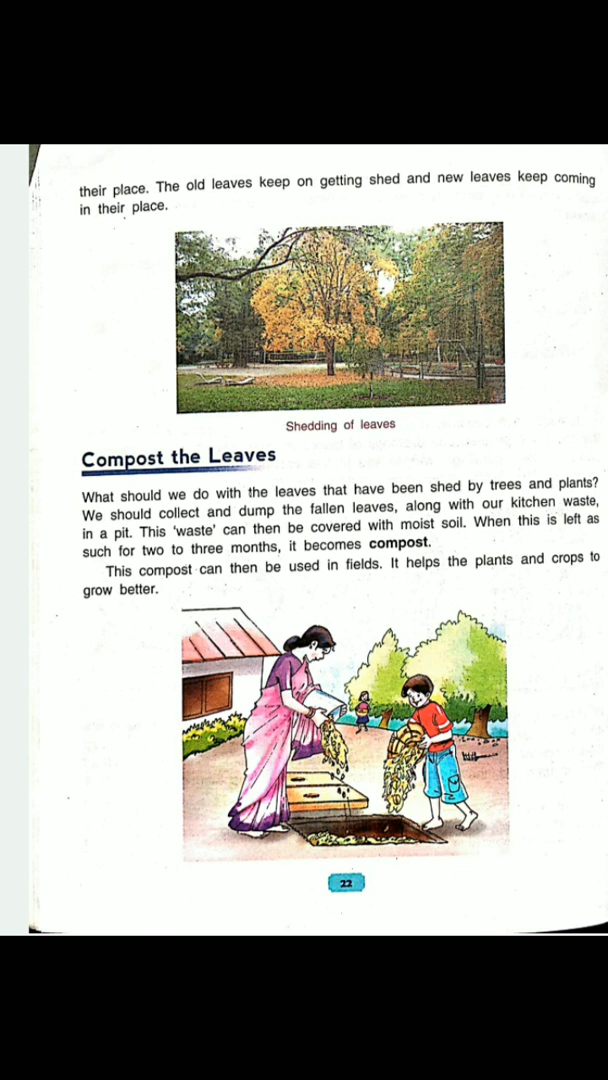 their place. The old leaves keep on getting shed and new leaves keep coming
in their place.
Shedding of leaves
Compost the Leaves
What should we do with the leaves that have been shed by trees and plants?
We should collect and dump the fallen leaves, along with our kitchen waste,
in a pit. This 'waste' can then be covered with moist soil. When this is left as
such for two to three months, it becomes compost.
This compost can then be used in fields. It helps the plants and crops to
grow better.
22